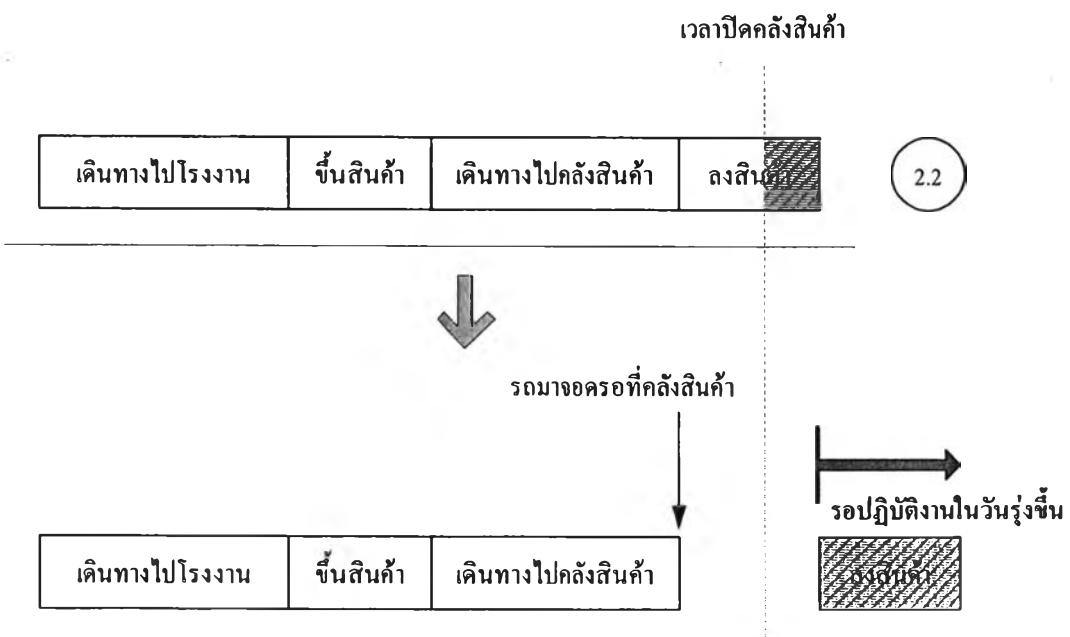 เวลาปิดคลังสินค้า
เดินทางไปโรงงาน ขึ้นสินค้า เดินทางไปคลังสินค้า ลงสินค้า 2.2
รถมาจอดรอที่คลังสินค้า
รอปฏิบัติงานในวันรุ่งขึ้น
เดินทางไปโรงงาน ขึ้นสินค้า เดินทางไปคลังสินค้า ลงสินค้า